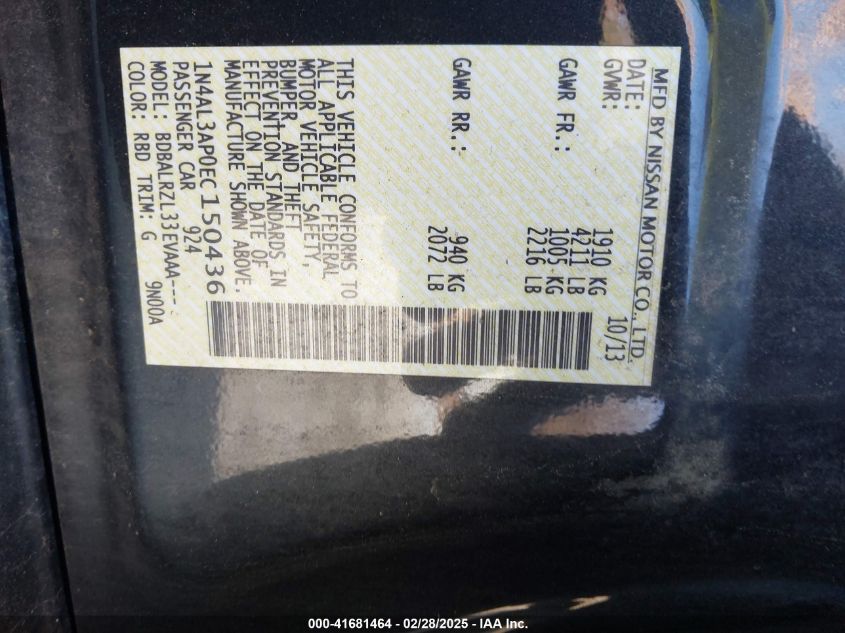 MFD BY NISSAN MOTOR CO., LTD.
DATE: 10/13
GVWR: 1910 KG
4211 LB
GAWR FR.: 1005 KG
2216 LB
GAWR RR.: 940 KG
2072 LB
THIS VEHICLE CONFORMS TO
ALL APPLICABLE FEDERAL
MOTOR VEHICLE SAFETY,
BUMPER, AND THEFT
PREVENTION STANDARDS IN
EFFECT ON THE DATE OF
MANUFACTURE SHOWN ABOVE.
1N4AL3AP0EC150436
PASSENGER CAR 924
MODEL: BDBALRZL33EVAAA---
COLOR: RBD TRIM: G 9N00A
000-41681464 - 02/28/2025 - IAA Inc.